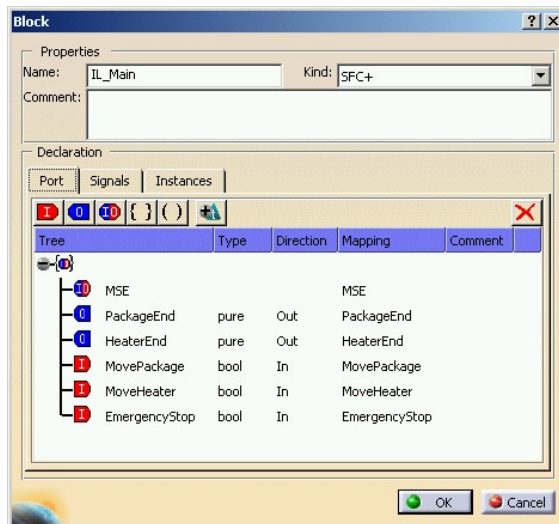 Block
Properties
Name: IL_Main Kind: SFC+
Comment:
Declaration
Port Signals Instances
I O IO { } ( )
Tree Type Direction Mapping Comment
IO MSE MSE
O PackageEnd pure Out PackageEnd
O HeaterEnd pure Out HeaterEnd
I MovePackage bool In MovePackage
I MoveHeater bool In MoveHeater
I EmergencyStop bool In EmergencyStop
OK Cancel